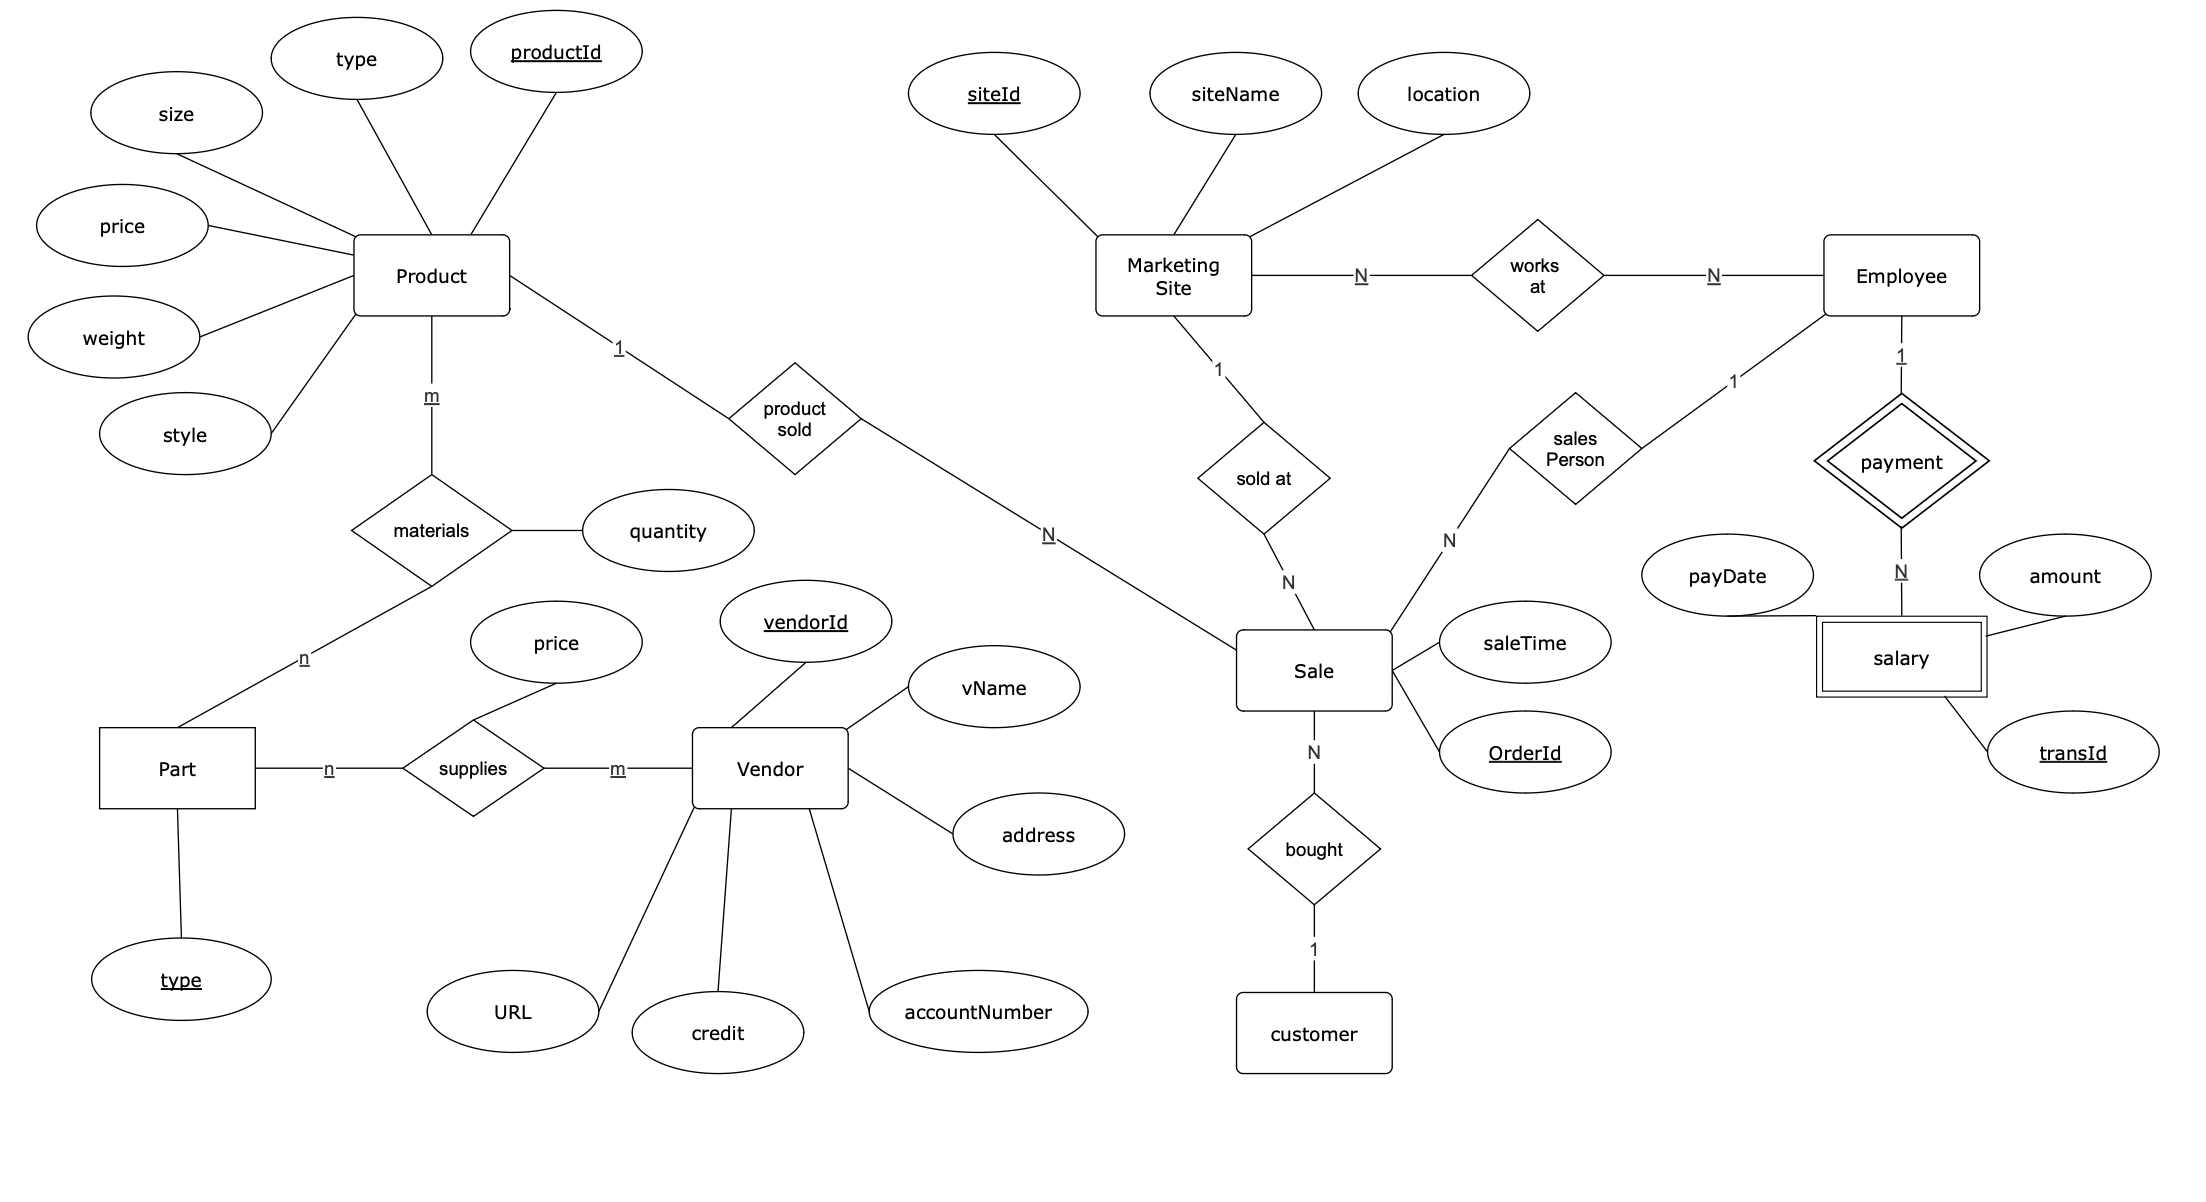 productId
type
size
siteId
siteName
location
price
Product
Marketing
Site
N
works
at
N
Employee
weight
1
1
1
1
m
style
product
sold
sales
Person
payment
sold at
materials
quantity
N
N
N
N
payDate
amount
vendorId
price
n
vName
Sale
saleTime
salary
OrderId
transId
N
Part
n
supplies
m
Vendor
address
bought
1
type
URL
credit
accountNumber
customer